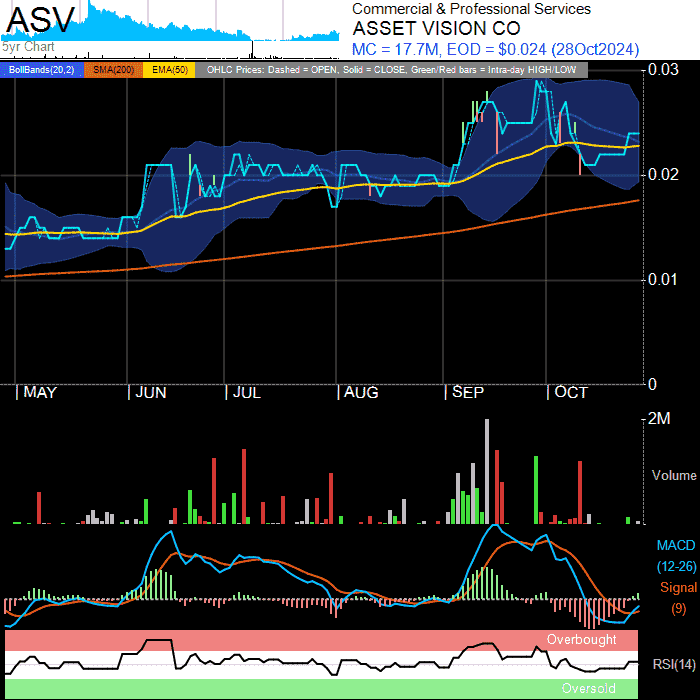 ASV
5yr Chart
Commercial & Professional Services
ASSET VISION CO
MC = 17.7M, EOD = $0.024 (28Oct2024)
BollBands(20,2) SMA(200) EMA(50) OHLC Prices: Dashed = OPEN, Solid = CLOSE, Green/Red bars = Intra-day HIGH/LOW
0.03
0.02
0.01
0
MAY JUN JUL AUG SEP OCT
2M
Volume
MACD
(12-26)
Signal
(9)
Overbought
RSI(14)
Oversold